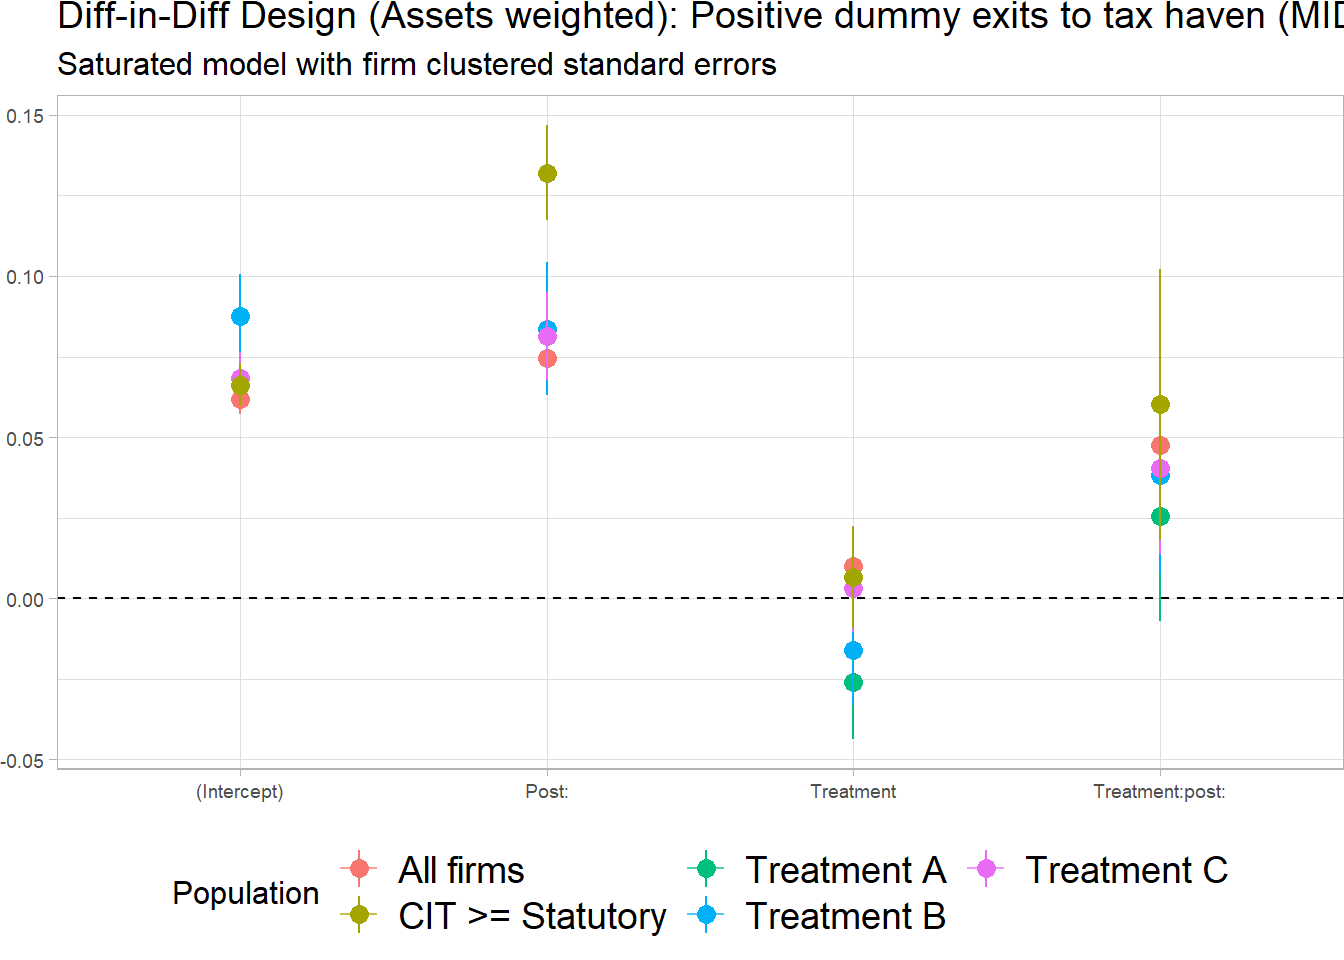 Diff-in-Diff Design (Assets weighted): Positive dummy exits to tax haven (MID
Saturated model with firm clustered standard errors
0.15
0.10
0.05
0.00
-0.05
(Intercept) Post: Treatment Treatment:post:
Population
All firms Treatment A Treatment C
CIT >= Statutory Treatment B